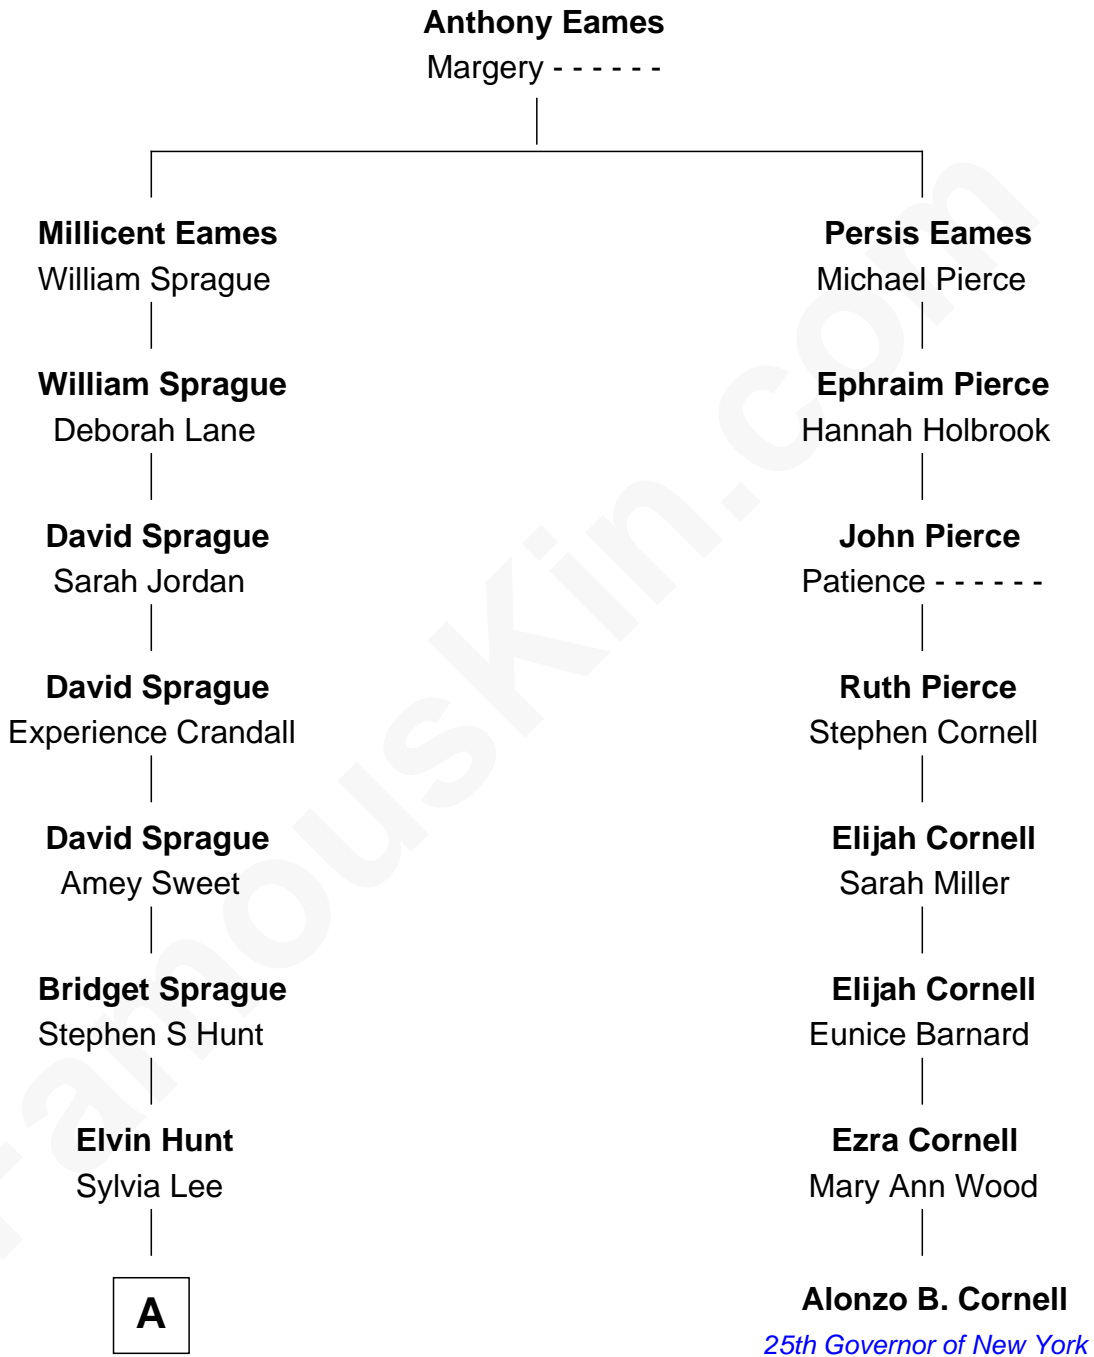 Anthony Eames
Margery - - - - - -
Millicent Eames
William Sprague
Persis Eames
Michael Pierce
William Sprague
Deborah Lane
Ephraim Pierce
Hannah Holbrook
David Sprague
Sarah Jordan
John Pierce
Patience - - - - - -
David Sprague
Experience Crandall
Ruth Pierce
Stephen Cornell
David Sprague
Amey Sweet
Elijah Cornell
Sarah Miller
Bridget Sprague
Stephen S Hunt
Elijah Cornell
Eunice Barnard
Elvin Hunt
Sylvia Lee
Ezra Cornell
Mary Ann Wood
A
Alonzo B. Cornell
25th Governor of New York
FamousKin.com